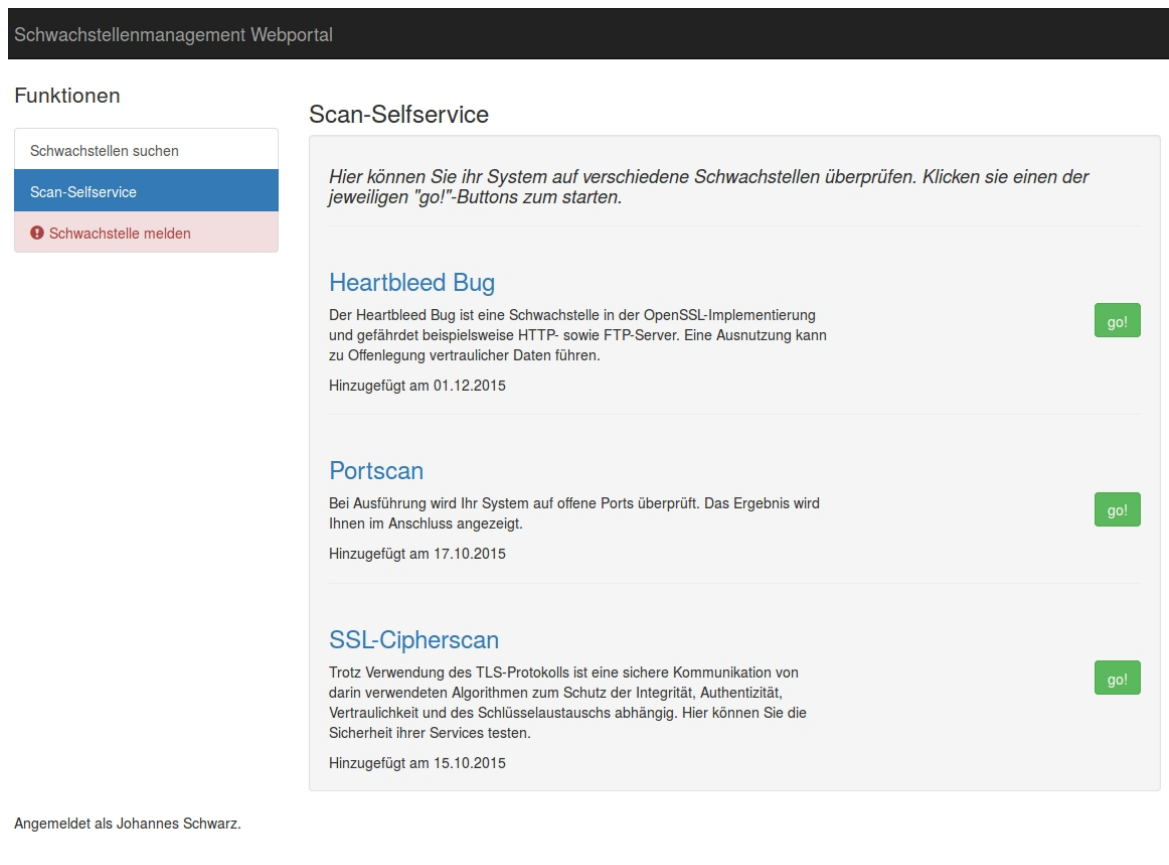 Schwachstellenmanagement Webportal
Funktionen
Schwachstellen suchen
Scan-Selfservice
Schwachstelle melden
Scan-Selfservice
Hier können Sie ihr System auf verschiedene Schwachstellen überprüfen. Klicken sie einen der
jeweiligen "go!"-Buttons zum starten.
Heartbleed Bug
Der Heartbleed Bug ist eine Schwachstelle in der OpenSSL-Implementierung
und gefährdet beispielsweise HTTP- sowie FTP-Server. Eine Ausnutzung kann
zu Offenlegung vertraulicher Daten führen.
Hinzugefügt am 01.12.2015
go!
Portscan
Bei Ausführung wird Ihr System auf offene Ports überprüft. Das Ergebnis wird
Ihnen im Anschluss angezeigt.
Hinzugefügt am 17.10.2015
go!
SSL-Cipherscan
Trotz Verwendung des TLS-Protokolls ist eine sichere Kommunikation von
darin verwendeten Algorithmen zum Schutz der Integrität, Authentizität,
Vertraulichkeit und des Schlüsselaustauschs abhängig. Hier können Sie die
Sicherheit ihrer Services testen.
Hinzugefügt am 15.10.2015
go!
Angemeldet als Johannes Schwarz.